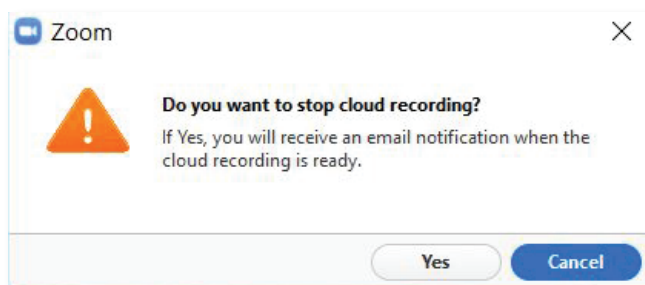 Zoom
Do you want to stop cloud recording?
If Yes, you will receive an email notification when the
cloud recording is ready.
Yes
Cancel